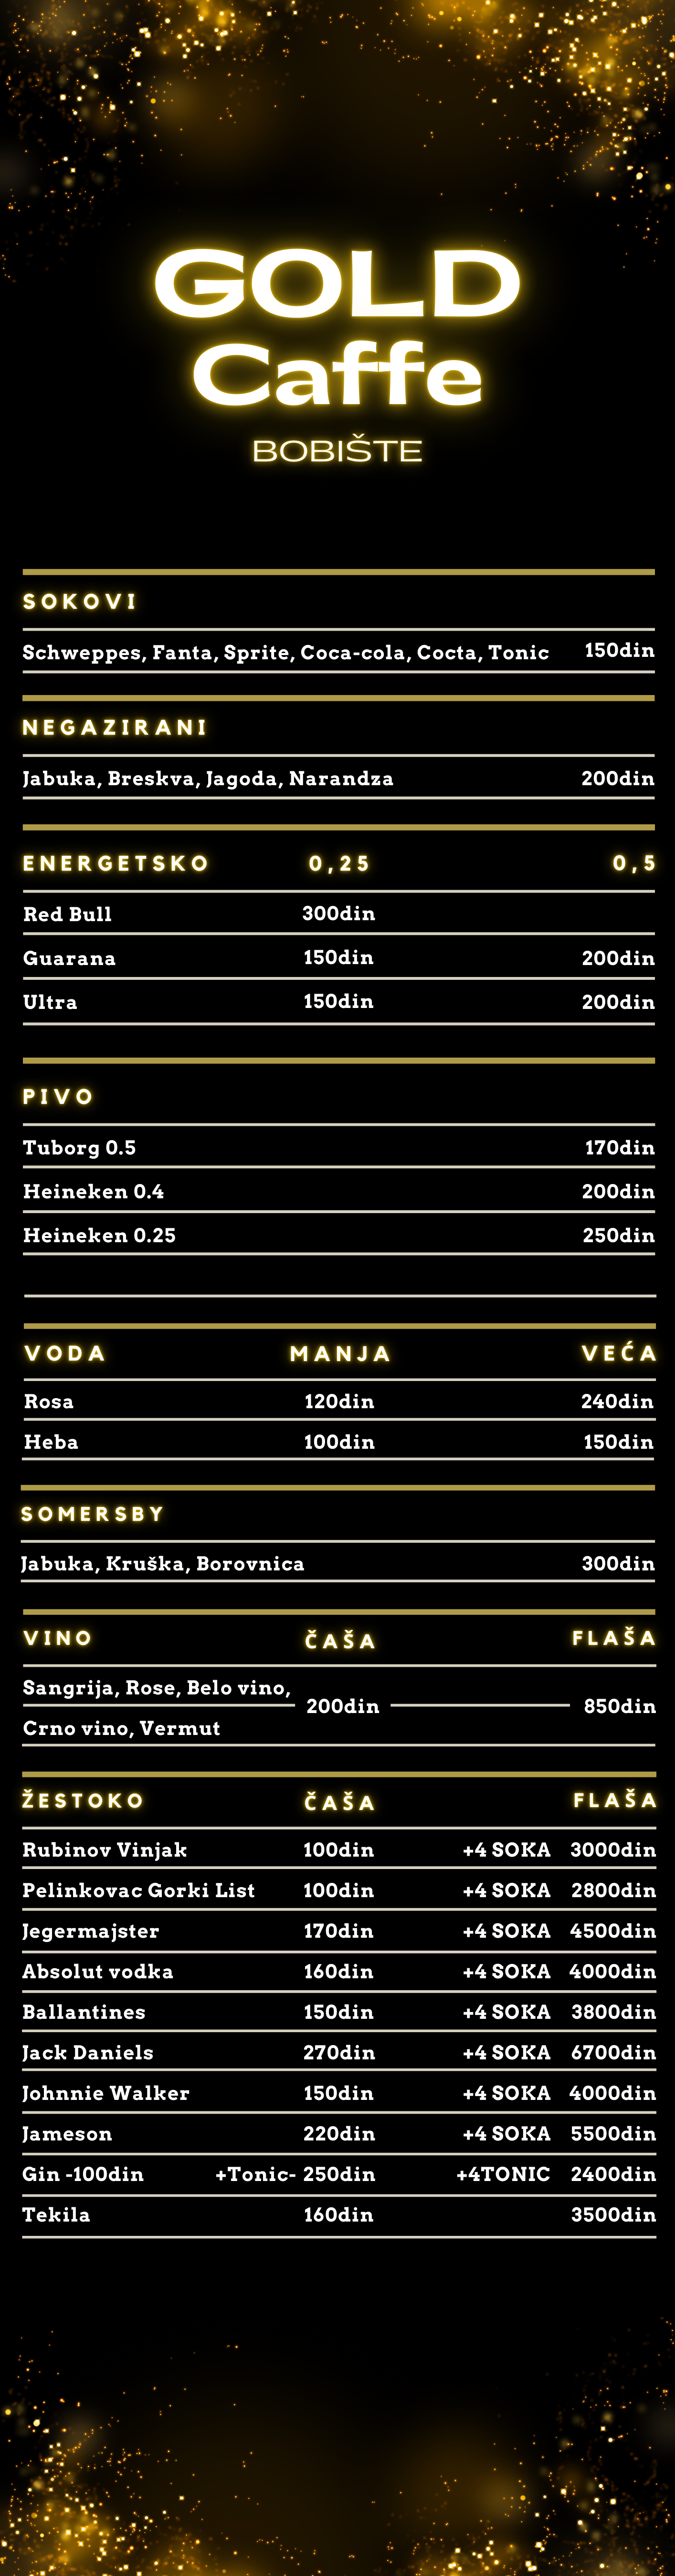 GOLD
Caffe
BOBIŠTE
SOKOVI
Schweppes, Fanta, Sprite, Coca-cola, Cocta, Tonic 150din
NEGAZIRANI
Jabuka, Breskva, Jagoda, Narandza 200din
ENERGETSKO 0,25 0,5
Red Bull 300din
Guarana 150din 200din
Ultra 150din 200din
PIVO
Tuborg 0.5 170din
Heineken 0.4 200din
Heineken 0.25 250din
VODA MANJA VEĆA
Rosa 120din 240din
Heba 100din 150din
SOMERSBY
Jabuka, Kruška, Borovnica 300din
VINO ČAŠA FLAŠA
Sangrija, Rose, Belo vino,
200din 850din
Crno vino, Vermut
ŽESTOKO ČAŠA FLAŠA
Rubinov Vinjak 100din +4 SOKA 3000din
Pelinkovac Gorki List 100din +4 SOKA 2800din
Jegermajster 170din +4 SOKA 4500din
Absolut vodka 160din +4 SOKA 4000din
Ballantines 150din +4 SOKA 3800din
Jack Daniels 270din +4 SOKA 6700din
Johnnie Walker 150din +4 SOKA 4000din
Jameson 220din +4 SOKA 5500din
Gin -100din +Tonic- 250din +4TONIC 2400din
Tekila 160din 3500din